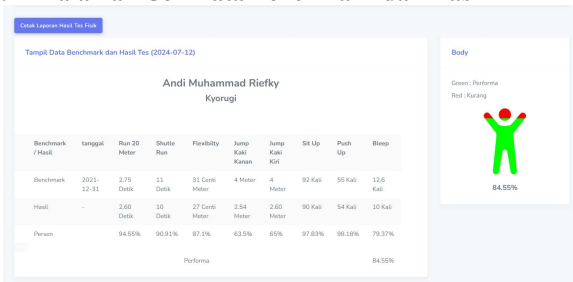 Cetak Laporan Hasil Tes Fisik
Tampil Data Benchmark dan Hasil Tes (2024-07-12)
Andi Muhammad Riefky
Kyorugi
Benchmark / Hasil tanggal Run 20 Meter Shutle Run Flexibilty Jump Kaki Kanan Jump Kaki Kiri Sit Up Push Up Bleep
Benchmark 2021-12-31 2.75 Detik 11 Detik 31 Centi Meter 4 Meter 4 Meter 92 Kali 55 Kali 12.6 Kali
Hasil - 2.60 Detik 10 Detik 27 Centi Meter 2.54 Meter 2.60 Meter 90 Kali 54 Kali 10 Kali
Persen 94.55% 90.91% 87.1% 63.5% 65% 97.83% 98.18% 79.37%
Performa 84.55%
Body
Green : Performa
Red : Kurang
84.55%